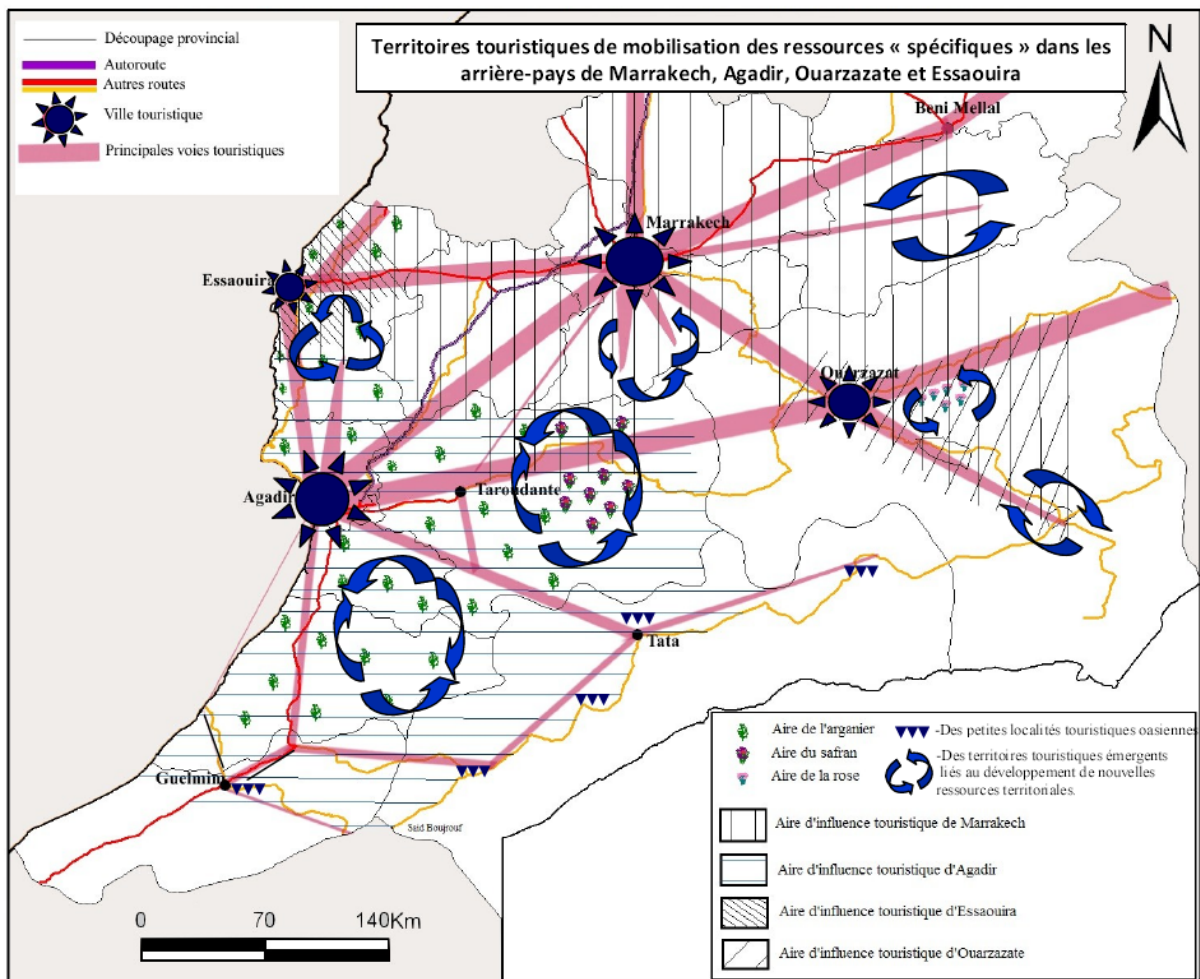 Découpage provincial
Autoroute
Autres routes
Ville touristique
Principales voies touristiques
Territoires touristiques de mobilisation des ressources « spécifiques » dans les
arrière-pays de Marrakech, Agadir, Ouarzazate et Essaouira
N
Beni Mellal
Marrakech
Essaouira
Ouarzazat
Agadir
Taroudante
Tata
Guelmin
Said Boujrouf
0 70 140Km
Aire de l'arganier
Aire du safran
Aire de la rose
-Des petites localités touristiques oasiennes
-Des territoires touristiques émergents
liés au développement de nouvelles
ressources territoriales.
Aire d'influence touristique de Marrakech
Aire d'influence touristique d'Agadir
Aire d'influence touristique d'Essaouira
Aire d'influence touristique d'Ouarzazate